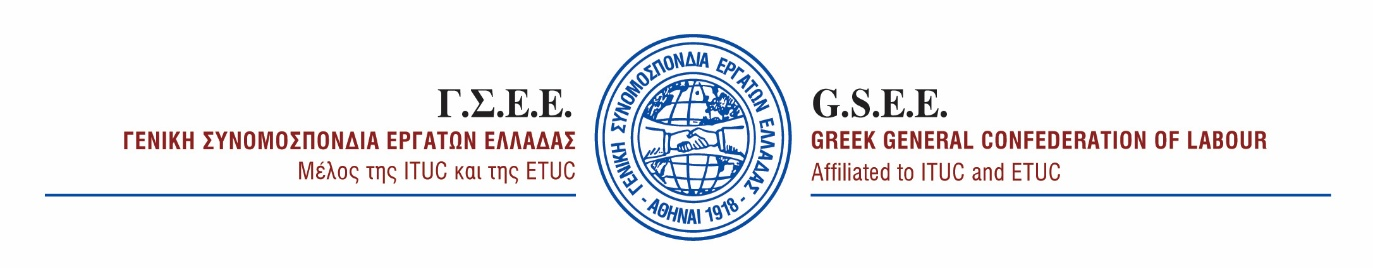 Γ.Σ.Ε.Ε.
ΓΕΝΙΚΗ ΣΥΝΟΜΟΣΠΟΝΔΙΑ ΕΡΓΑΤΩΝ ΕΛΛΑΔΑΣ
Μέλος της ITUC και της ETUC
ΓΕΝΙΚΗ ΣΥΝΟΜΟΣΠΟΝΔΙΑ ΕΡΓΑΤΩΝ ΕΛΛΑΔΑΣ
- ΑΘΗΝΑΙ 1918 -
G.S.E.E.
GREEK GENERAL CONFEDERATION OF LABOUR
Affiliated to ITUC and ETUC